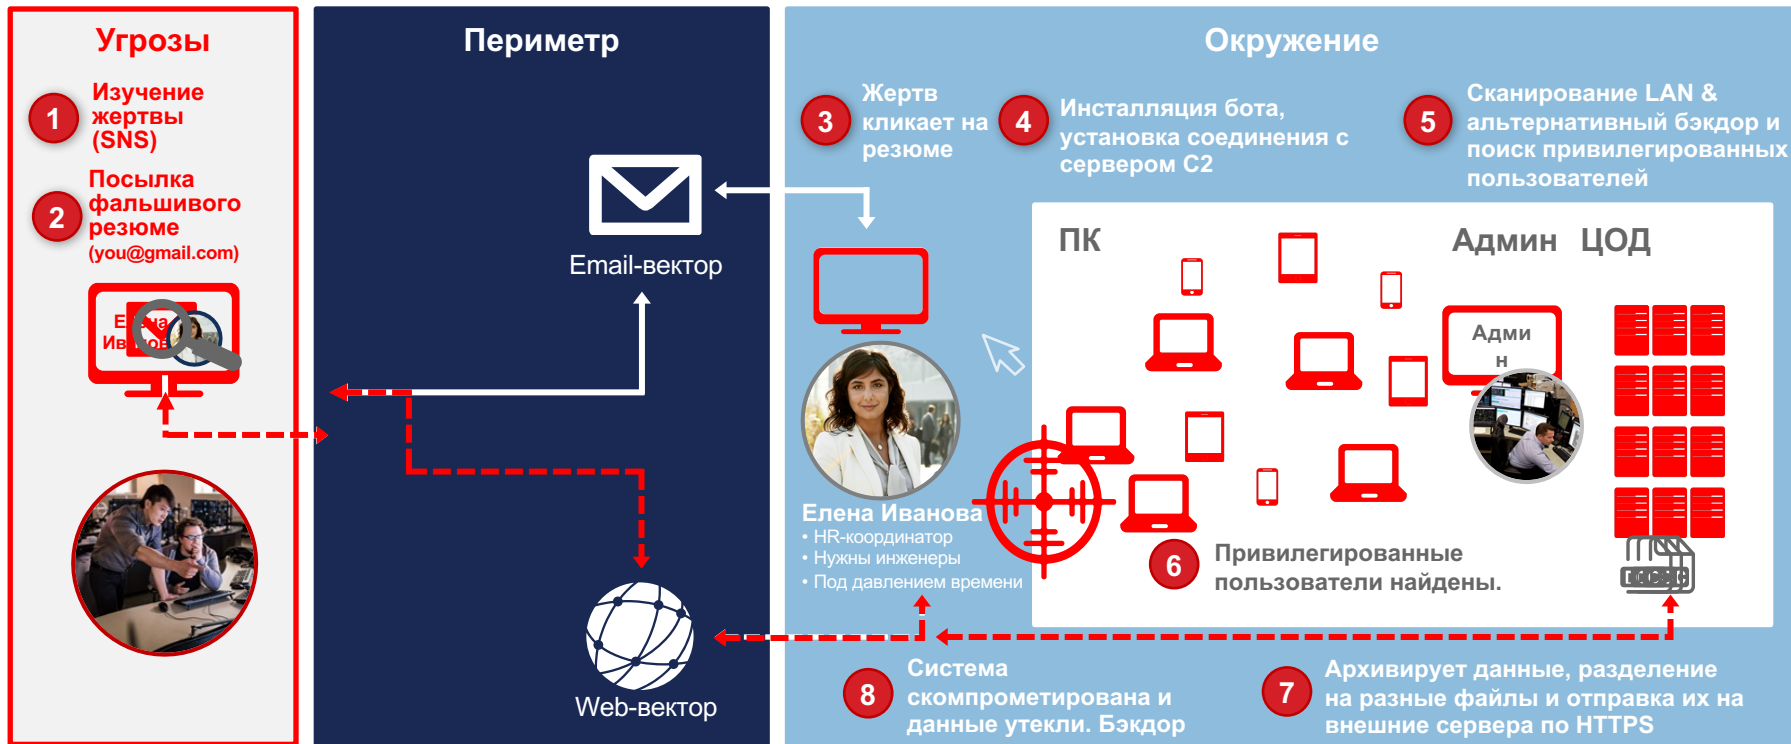 Угрозы
1
Изучение
жертвы
(SNS)
2
Посылка
фальшивого
резюме
(you@gmail.com)
Елена
Иванова
Периметр
Email-вектор
Web-вектор
Окружение
3
Жертв
кликает на
резюме
4
Инсталляция бота,
установка соединения с
сервером C2
5
Сканирование LAN &
альтернативный бэкдор и
поиск привилегированных
пользователей
ПК
Админ
ЦОД
Адми
н
Елена Иванова
• HR-координатор
• Нужны инженеры
• Под давлением времени
6
Привилегированные
пользователи найдены.
8
Система
скомпрометирована и
данные утекли. Бэкдор
7
Архивирует данные, разделение
на разные файлы и отправка их на
внешние сервера по HTTPS